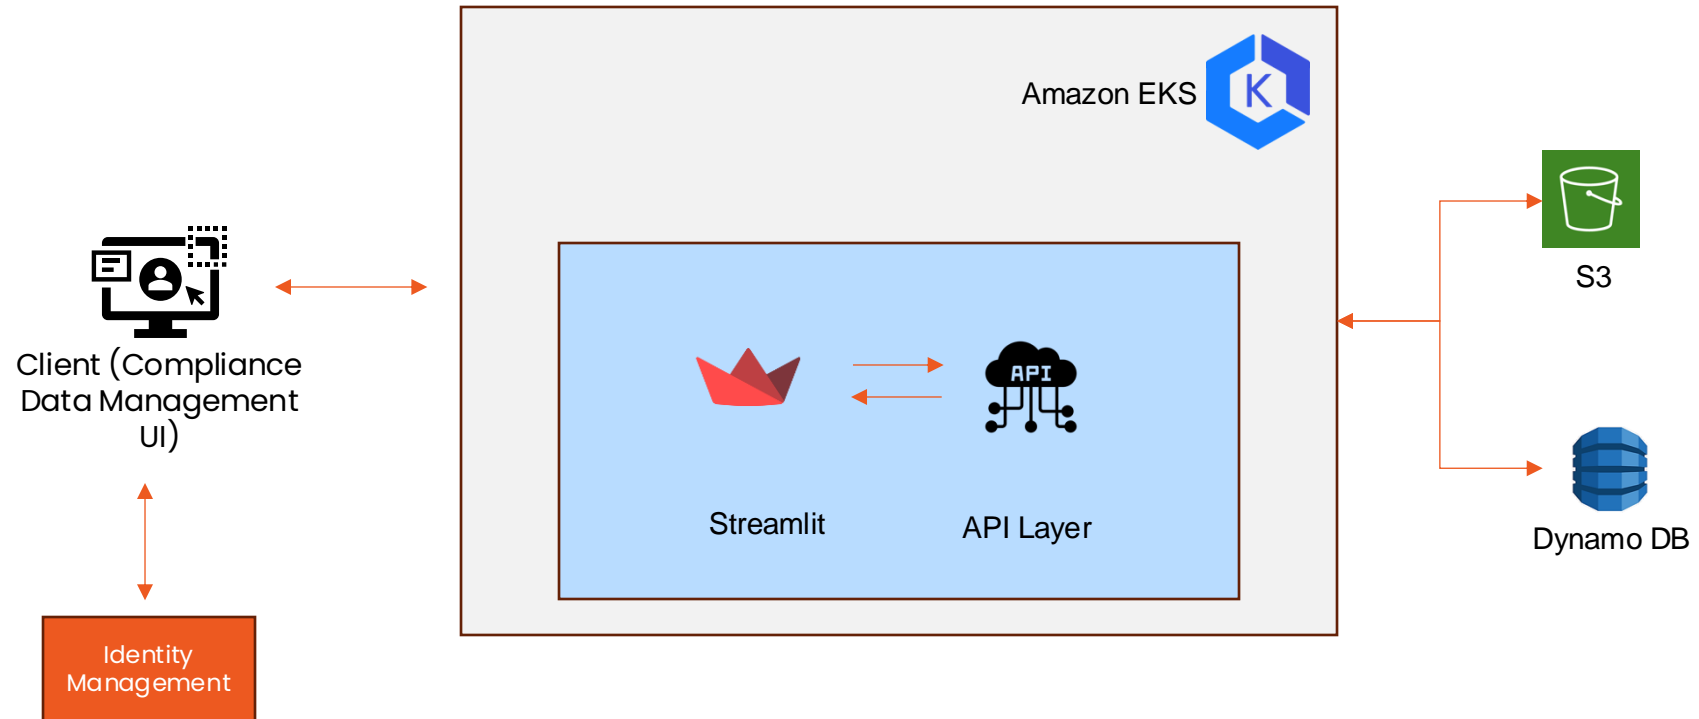 Amazon EKS
K
S3
Client (Compliance
Data Management
UI)
API
Streamlit
API Layer
Dynamo DB
Identity
Management